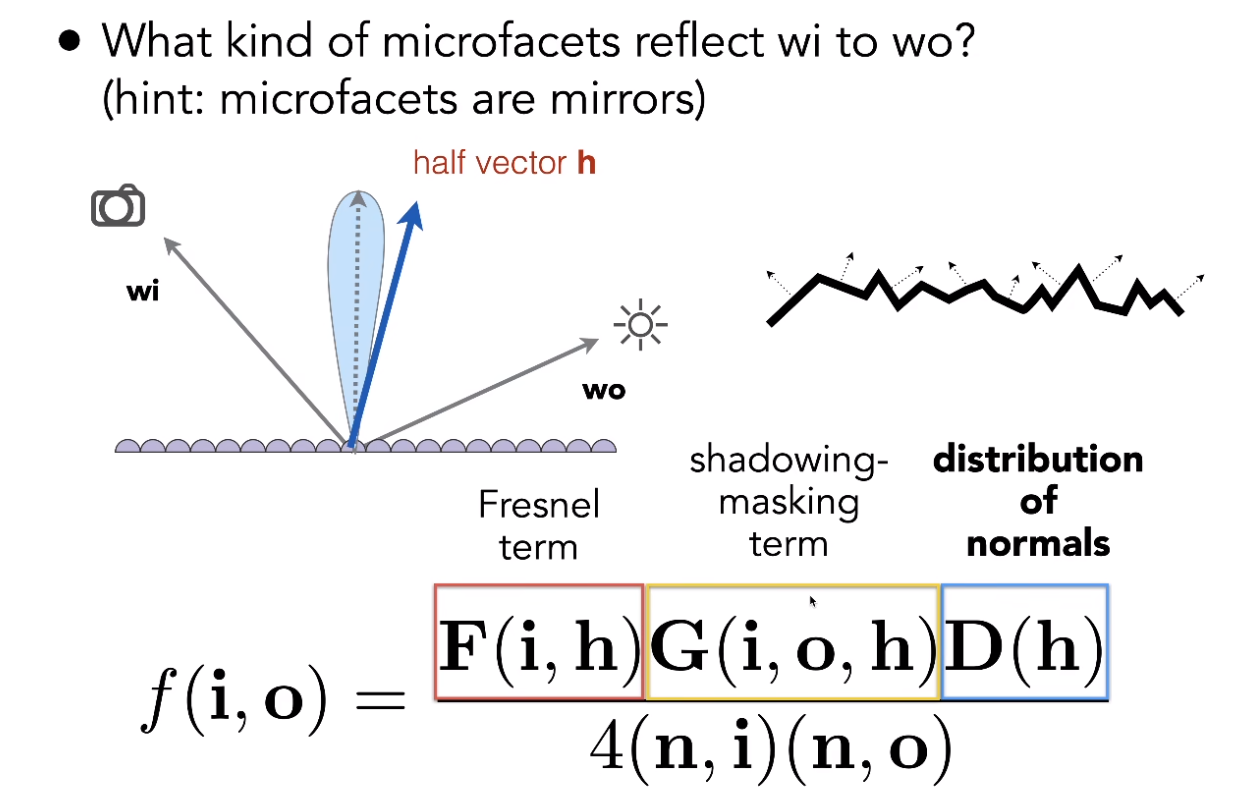 ● What kind of microfacets reflect wi to wo?
(hint: microfacets are mirrors)
half vector h
wi
wo
Fresnel
term
shadowing-
masking
term
distribution
of
normals
f(i, o) = F(i, h)G(i, o, h)D(h)
4(n, i)(n, o)